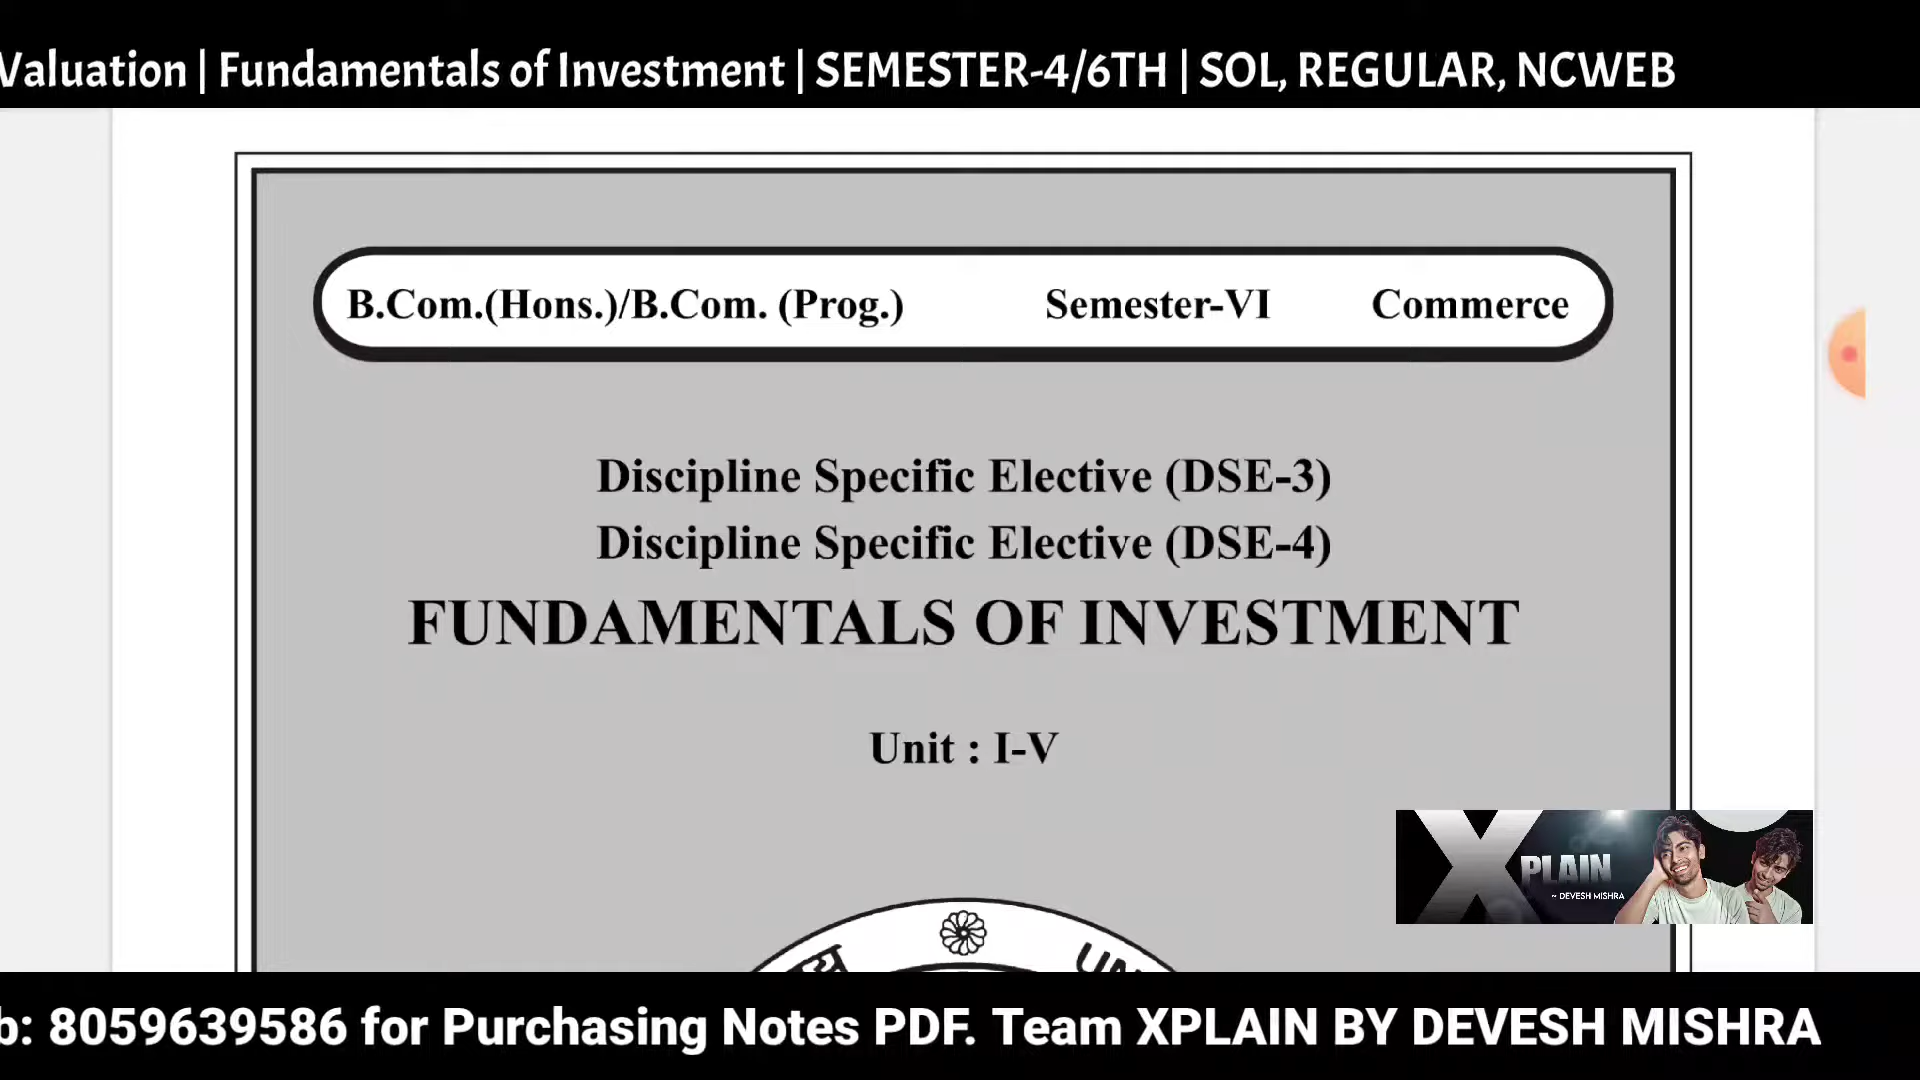 Valuation | Fundamentals of Investment | SEMESTER-4/6TH | SOL, REGULAR, NCWEB
B.Com.(Hons.)/B.Com. (Prog.) Semester-VI Commerce
Discipline Specific Elective (DSE-3)
Discipline Specific Elective (DSE-4)
FUNDAMENTALS OF INVESTMENT
Unit : I-V
XPLAIN
~ DEVESH MISHRA
b: 8059639586 for Purchasing Notes PDF. Team XPLAIN BY DEVESH MISHRA